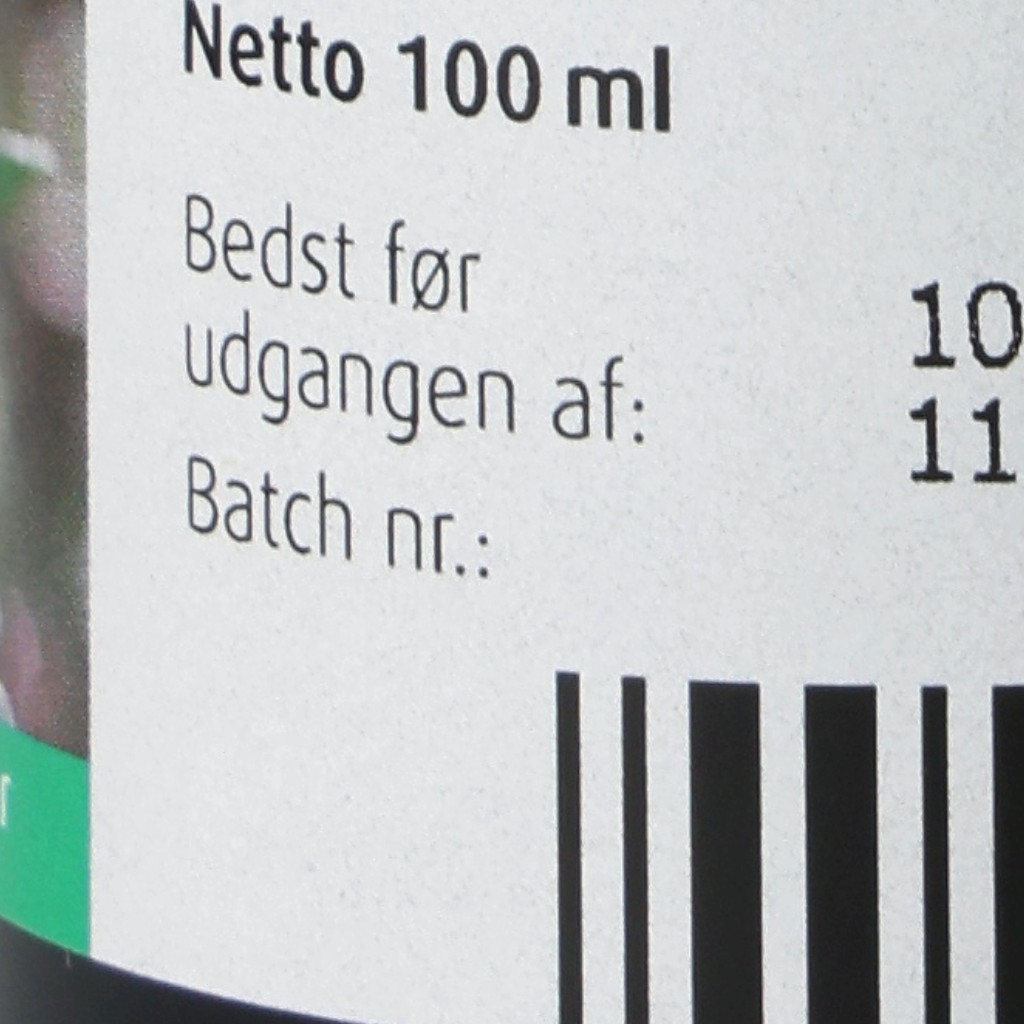 Netto 100 ml
Bedst før
udgangen af: 10
Batch nr.: 11
r